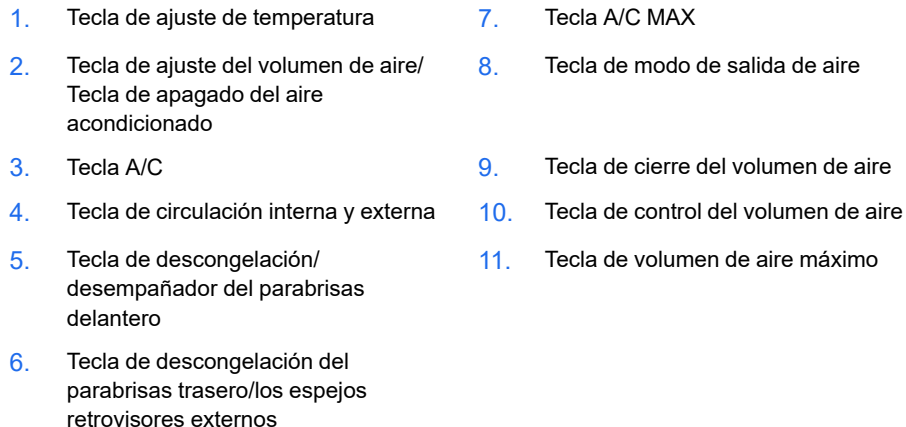 1. Tecla de ajuste de temperatura
2. Tecla de ajuste del volumen de aire/
Tecla de apagado del aire
acondicionado
3. Tecla A/C
4. Tecla de circulación interna y externa
5. Tecla de descongelación/
desempañador del parabrisas
delantero
6. Tecla de descongelación del
parabrisas trasero/los espejos
retrovisores externos
7. Tecla A/C MAX
8. Tecla de modo de salida de aire
9. Tecla de cierre del volumen de aire
10. Tecla de control del volumen de aire
11. Tecla de volumen de aire máximo